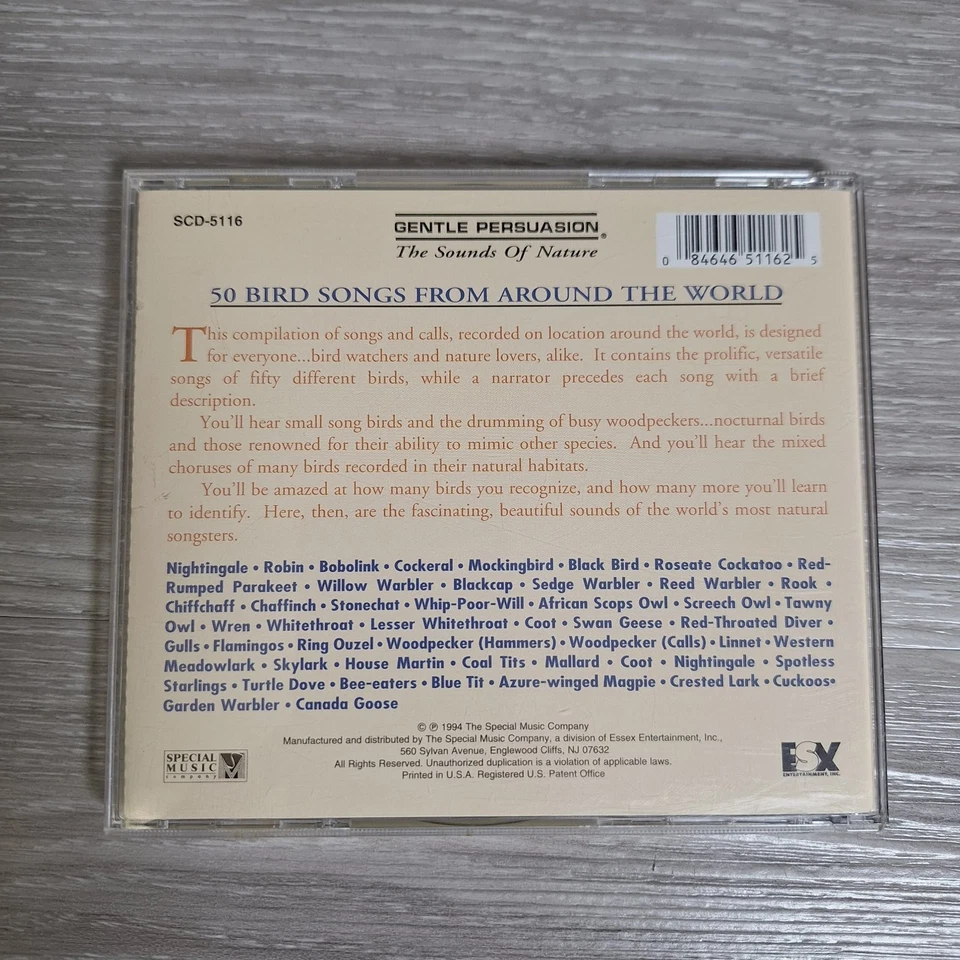 SCD-5116
GENTLE PERSUASION®
The Sounds Of Nature
0 84646 51162 5
50 BIRD SONGS FROM AROUND THE WORLD
This compilation of songs and calls, recorded on location around the world, is designed
for everyone...bird watchers and nature lovers, alike. It contains the prolific, versatile
songs of fifty different birds, while a narrator precedes each song with a brief
description.
You'll hear small song birds and the drumming of busy woodpeckers...nocturnal birds
and those renowned for their ability to mimic other species. And you'll hear the mixed
choruses of many birds recorded in their natural habitats.
You'll be amazed at how many birds you recognize, and how many more you'll learn
to identify. Here, then, are the fascinating, beautiful sounds of the world's most natural
songsters.
Nightingale • Robin • Bobolink • Cockeral • Mockingbird • Black Bird • Roseate Cockatoo • Red-
Rumped Parakeet • Willow Warbler • Blackcap • Sedge Warbler • Reed Warbler • Rook •
Chiffchaff • Chaffinch • Stonechat • Whip-Poor-Will • African Scops Owl • Screech Owl • Tawny
Owl • Wren • Whitethroat • Lesser Whitethroat • Coot • Swan Geese • Red-Throated Diver •
Gulls • Flamingos • Ring Ouzel • Woodpecker (Hammers) • Woodpecker (Calls) • Linnet • Western
Meadowlark • Skylark • House Martin • Coal Tits • Mallard • Coot • Nightingale • Spotless
Starlings • Turtle Dove • Bee-eaters • Blue Tit • Azure-winged Magpie • Crested Lark • Cuckoos•
Garden Warbler • Canada Goose
© ℗ 1994 The Special Music Company
Manufactured and distributed by The Special Music Company, a division of Essex Entertainment, Inc.,
560 Sylvan Avenue, Englewood Cliffs, NJ 07632
All Rights Reserved. Unauthorized duplication is a violation of applicable laws.
Printed in U.S.A. Registered U.S. Patent Office
SPECIAL
MUSIC
company
ESX
ENTERTAINMENT, INC.